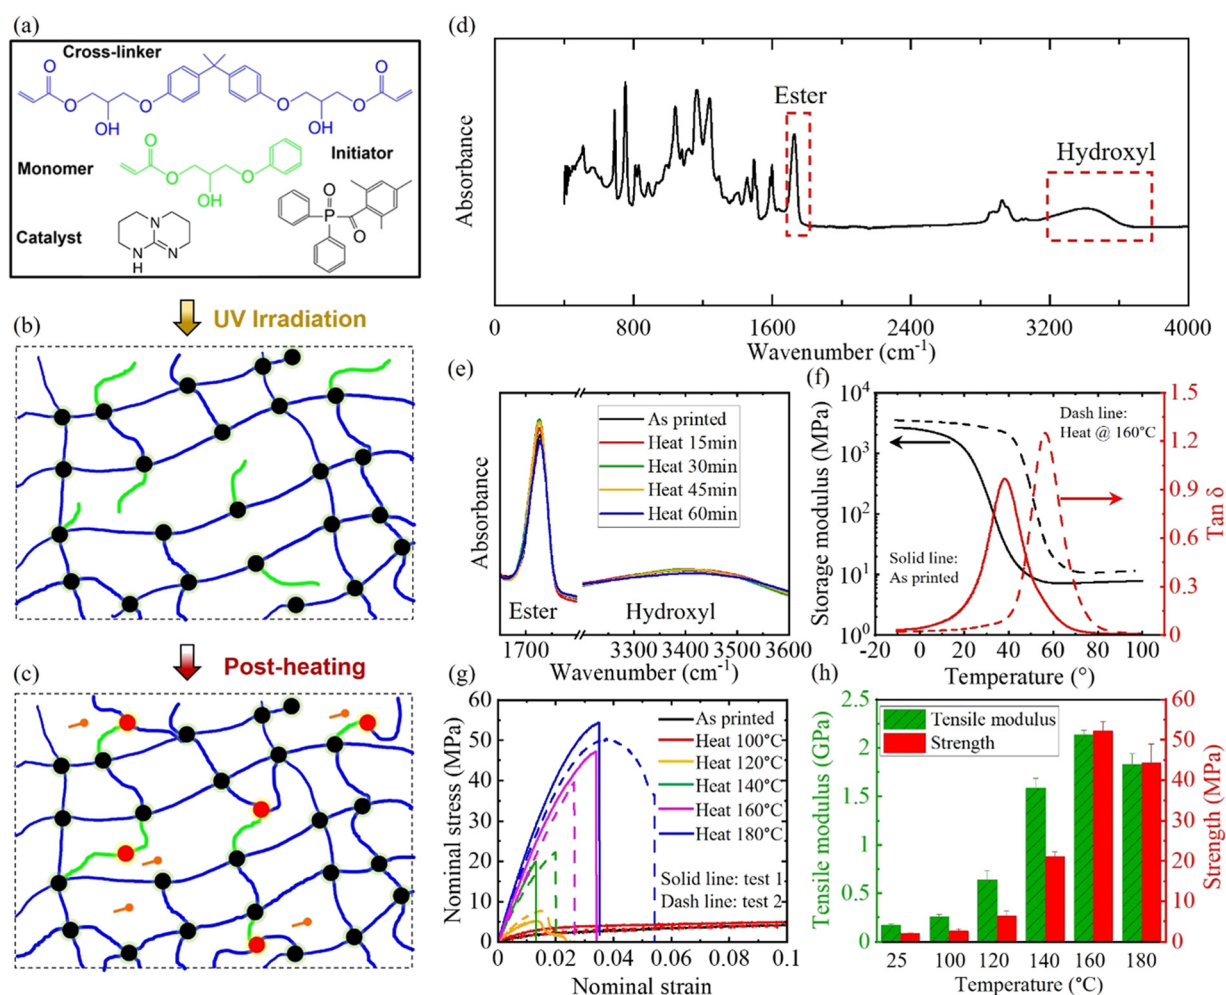 (a)
Cross-linker
O
O
O
O
O
O
OH
OH
Monomer
O
O
O
OH
Initiator
O
P
O
Catalyst
N
N
H
N
UV Irradiation
(b)
Post-heating
(c)
(d)
Absorbance
Ester
Hydroxyl
0
800
1600
2400
3200
4000
Wavenumber (cm-1)
(e)
Absorbance
As printed
Heat 15min
Heat 30min
Heat 45min
Heat 60min
Ester
Hydroxyl
1700
3300
3400
3500
3600
Wavenumber (cm-1)
(f)
Storage modulus (MPa)
10⁴
10³
10²
10¹
10⁰
Dash line:
Heat @ 160°C
Solid line:
As printed
1.5
1.2
0.9
0.6
0.3
0
Tan δ
-20
0
20
40
60
80
100
Temperature (°)
(g)
Nominal stress (MPa)
60
50
40
30
20
10
0
As printed
Heat 100°C
Heat 120°C
Heat 140°C
Heat 160°C
Heat 180°C
Solid line: test 1
Dash line: test 2
0
0.02
0.04
0.06
0.08
0.1
Nominal strain
(h)
Tensile modulus (GPa)
2.5
2
1.5
1
0.5
0
Tensile modulus
Strength
60
50
40
30
20
10
0
Strength (MPa)
25
100
120
140
160
180
Temperature (°C)